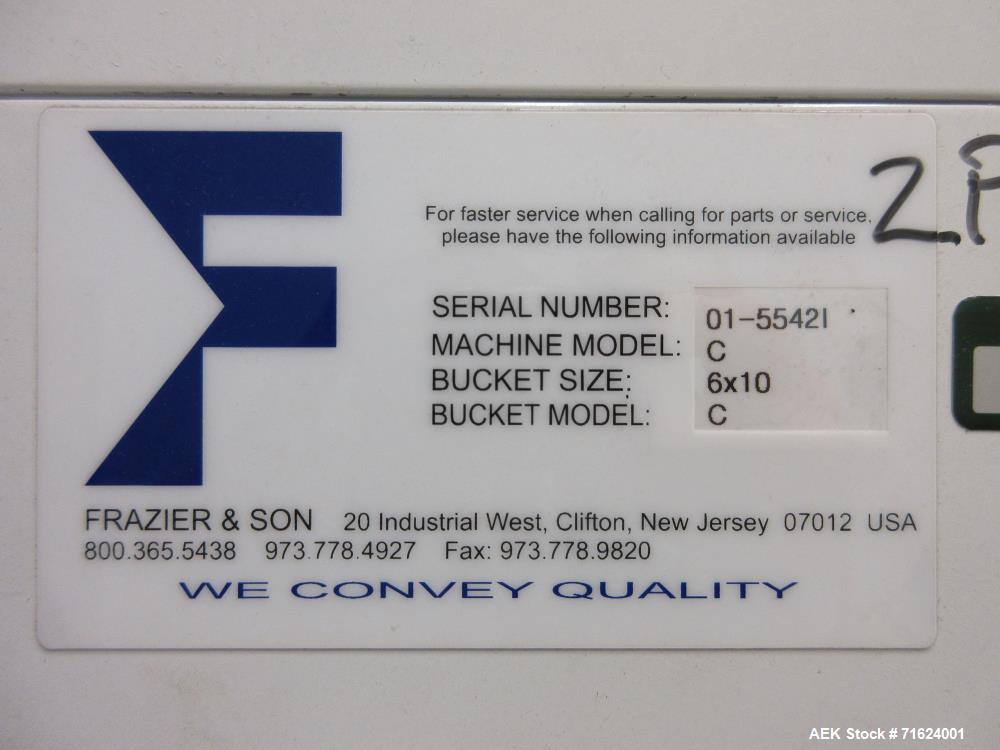 For faster service when calling for parts or service,
please have the following information available
SERIAL NUMBER: 01-5542I
MACHINE MODEL: C
BUCKET SIZE: 6x10
BUCKET MODEL: C
FRAZIER & SON 20 Industrial West, Clifton, New Jersey 07012 USA
800.365.5438 973.778.4927 Fax: 973.778.9820
WE CONVEY QUALITY
AEK Stock # 71624001